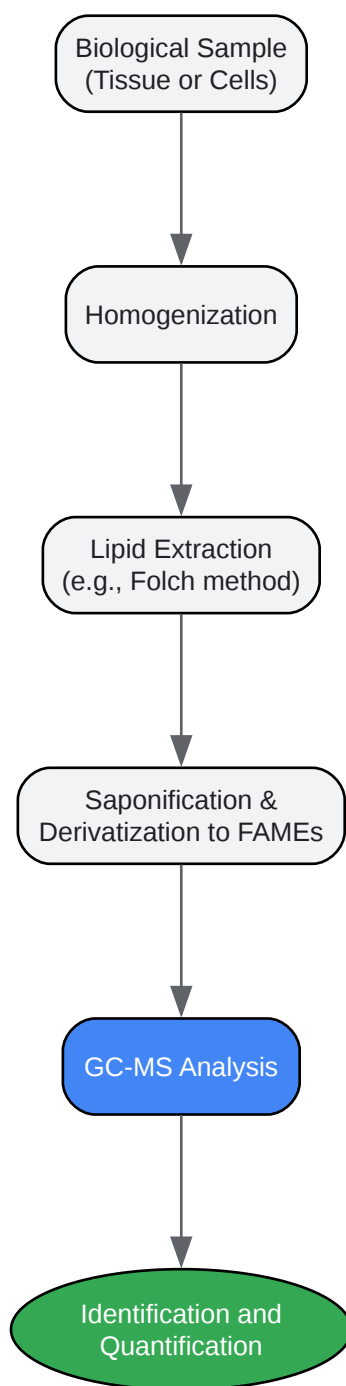 Biological Sample
(Tissue or Cells)
Homogenization
Lipid Extraction
(e.g., Folch method)
Saponification &
Derivatization to FAMEs
GC-MS Analysis
Identification and
Quantification